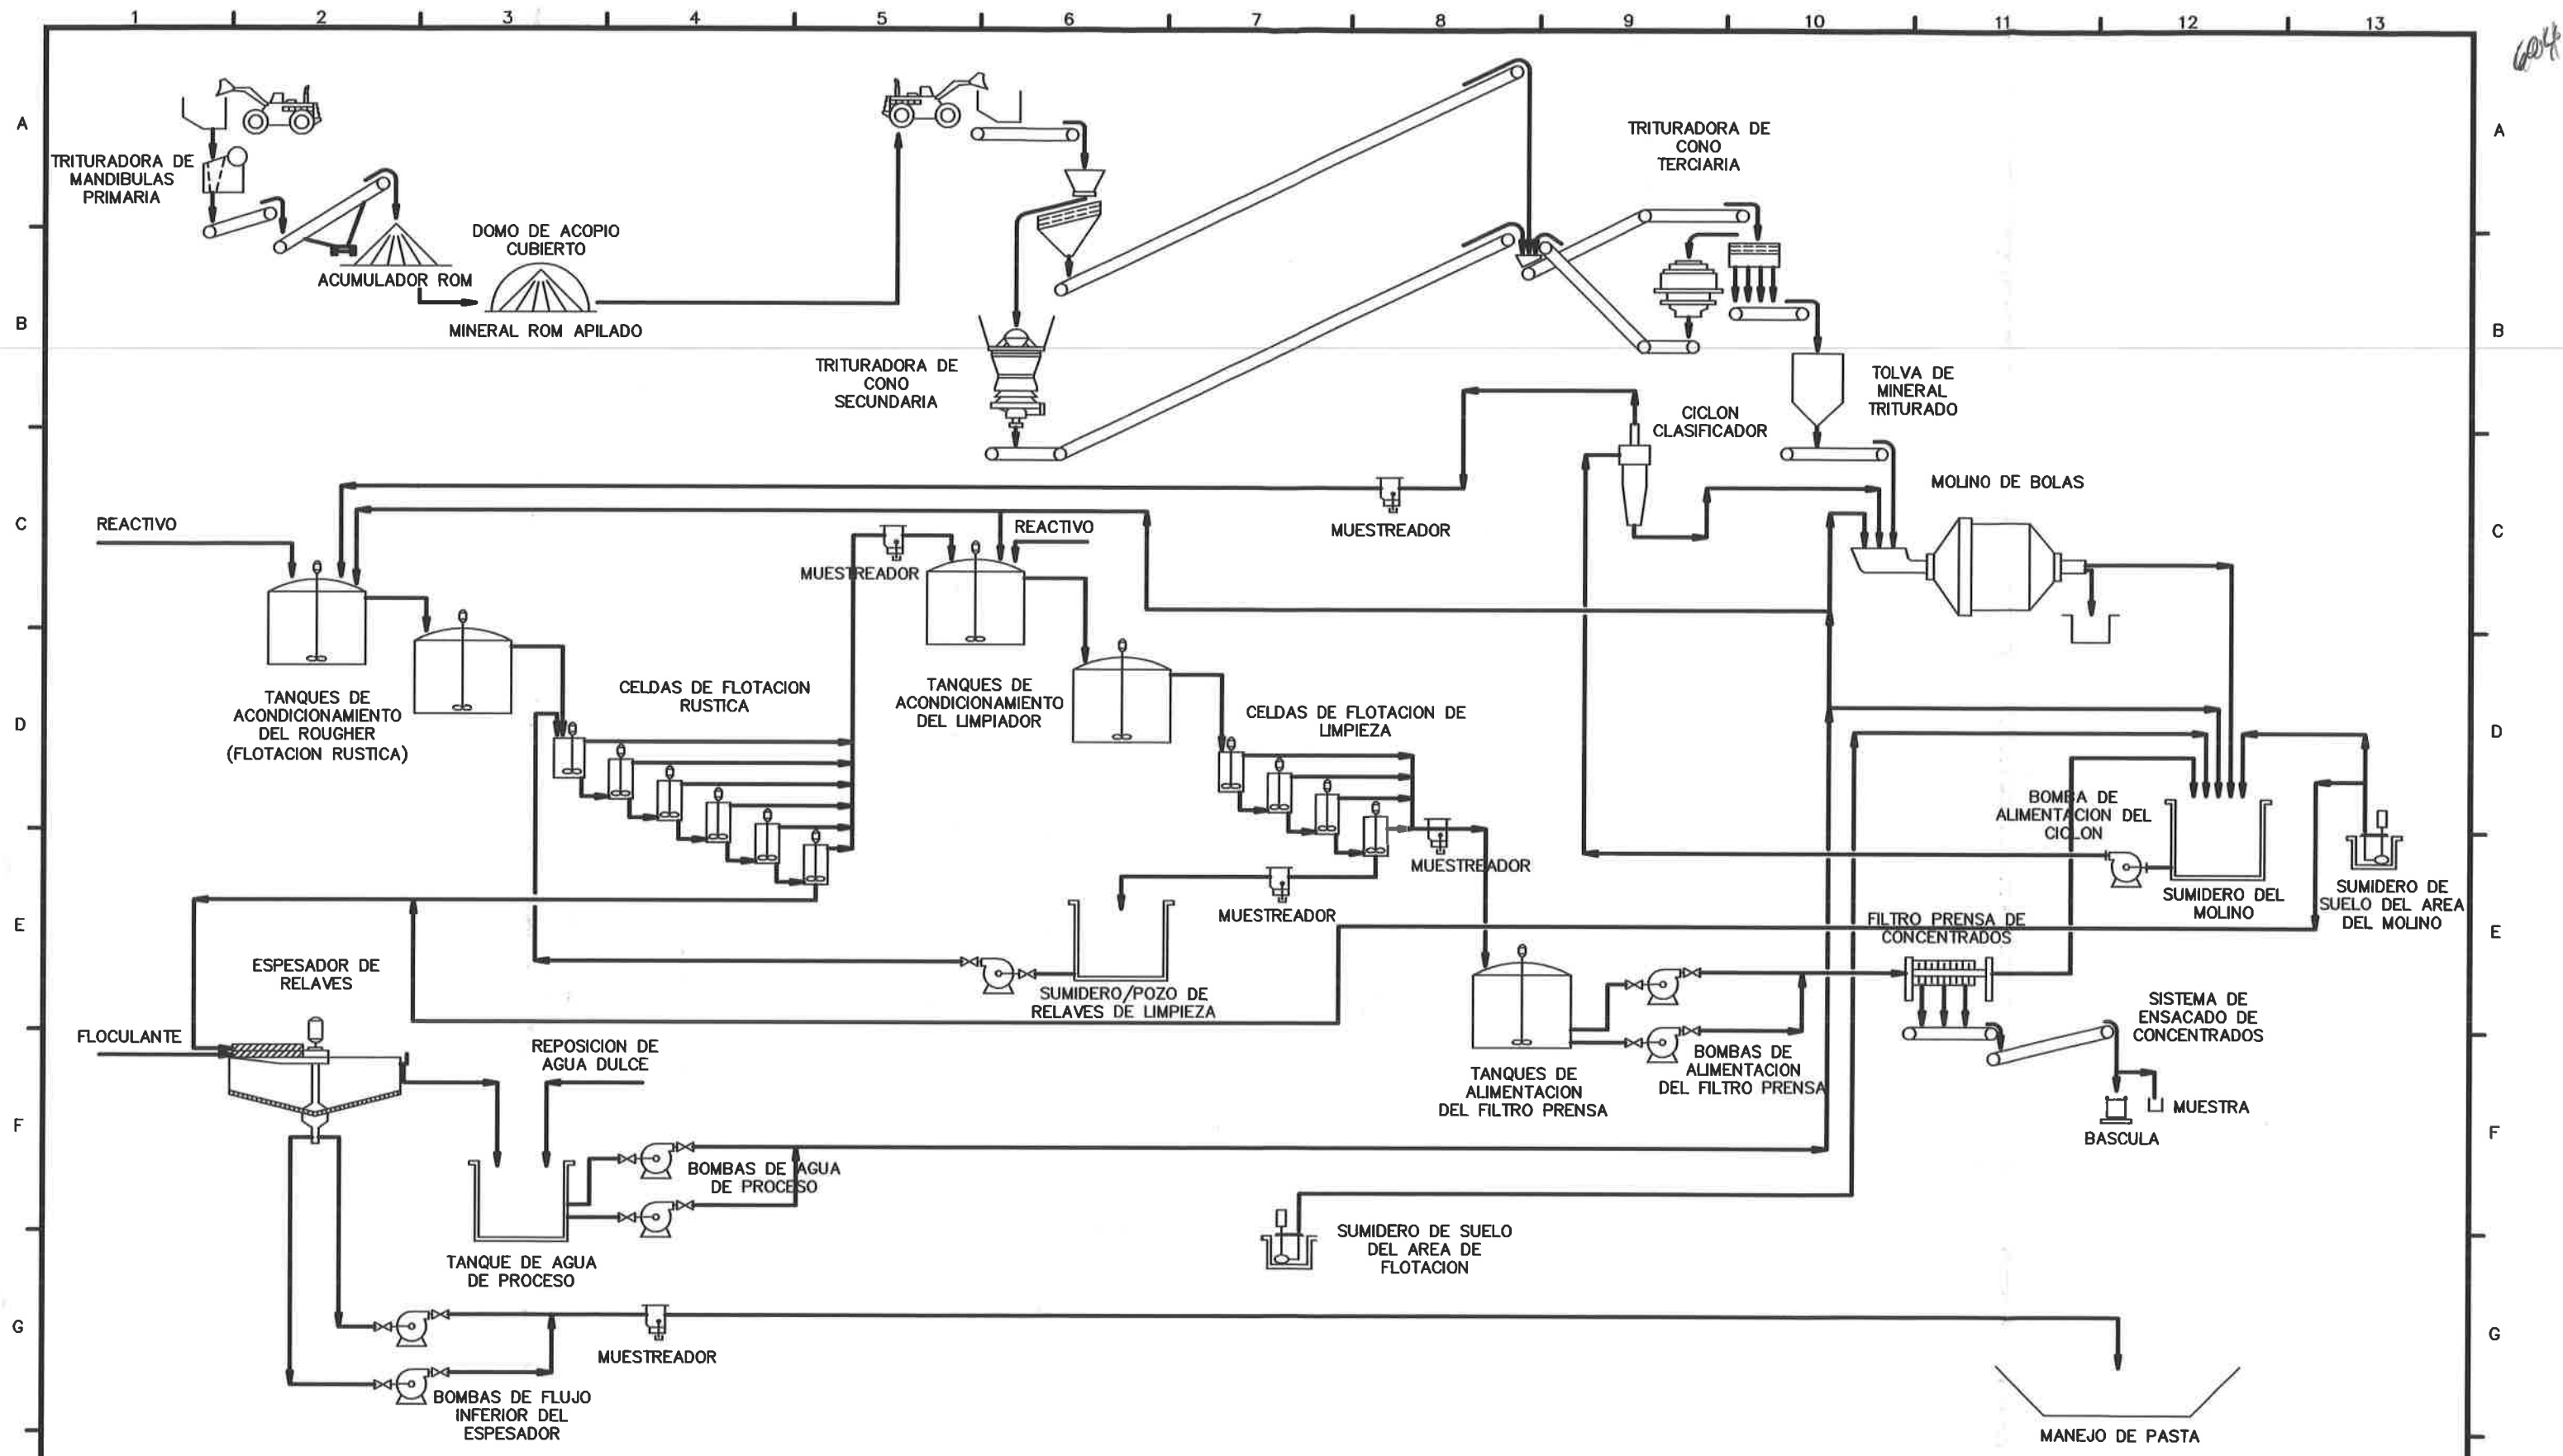 1 2 3 4 5 6 7 8 9 10 11 12 13
A
A
TRITURADORA DE
MANDIBULAS
PRIMARIA
TRITURADORA DE
CONO
TERCIARIA
DOMO DE ACOPIO
CUBIERTO
ACUMULADOR ROM
MINERAL ROM APILADO
B
B
TRITURADORA DE
CONO
SECUNDARIA
TOLVA DE
MINERAL
TRITURADO
CICLON
CLASIFICADOR
MOLINO DE BOLAS
C
C
REACTIVO
MUESTREADOR
REACTIVO
MUESTREADOR
TANQUES DE
ACONDICIONAMIENTO
DEL ROUGHER
(FLOTACION RUSTICA)
CELDAS DE FLOTACION
RUSTICA
TANQUES DE
ACONDICIONAMIENTO
DEL LIMPIADOR
CELDAS DE FLOTACION DE
LIMPIEZA
D
D
BOMBA DE
ALIMENTACION DEL
CICLON
MUESTREADOR
MUESTREADOR
SUMIDERO DEL
MOLINO
SUMIDERO DE
SUELO DEL AREA
DEL MOLINO
E
E
FILTRO PRENSA DE
CONCENTRADOS
ESPESADOR DE
RELAVES
SUMIDERO/POZO DE
RELAVES DE LIMPIEZA
SISTEMA DE
ENSACADO DE
CONCENTRADOS
FLOCULANTE
REPOSICION DE
AGUA DULCE
TANQUES DE
ALIMENTACION
DEL FILTRO PRENSA
BOMBAS DE
ALIMENTACION
DEL FILTRO PRENSA
MUESTRA
BASCULA
F
F
BOMBAS DE AGUA
DE PROCESO
TANQUE DE AGUA
DE PROCESO
SUMIDERO DE SUELO
DEL AREA DE
FLOTACION
G
G
MUESTREADOR
BOMBAS DE FLUJO
INFERIOR DEL
ESPESADOR
MANEJO DE PASTA